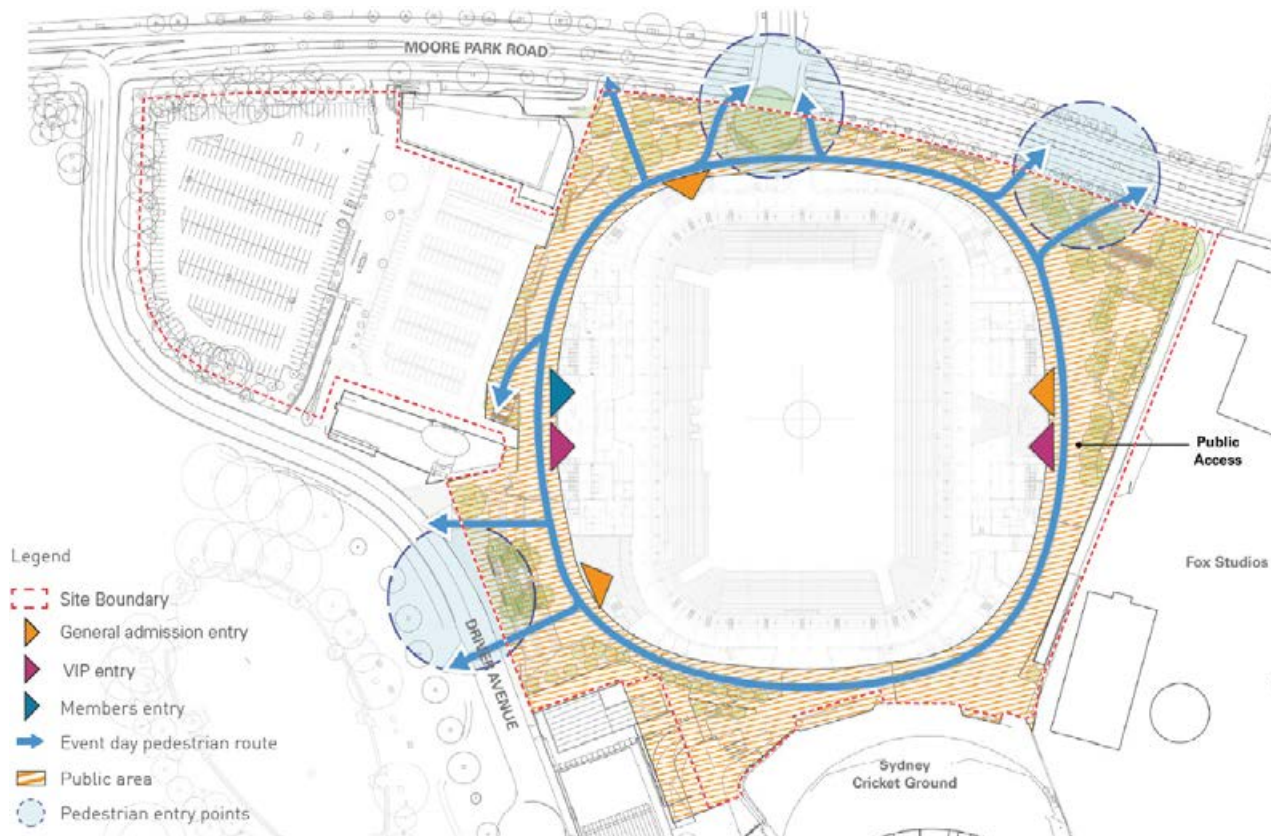 MOORE PARK ROAD
Public
Access
Fox Studios
Legend
Site Boundary
General admission entry
VIP entry
Members entry
Event day pedestrian route
Public area
Pedestrian entry points
DRIVER AVENUE
Sydney
Cricket Ground